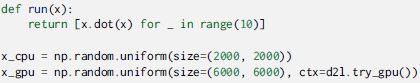 def run(x):
    return [x.dot(x) for _ in range(10)]
x_cpu = np.random.uniform(size=(2000, 2000))
x_gpu = np.random.uniform(size=(6000, 6000), ctx=d2l.try_gpu())